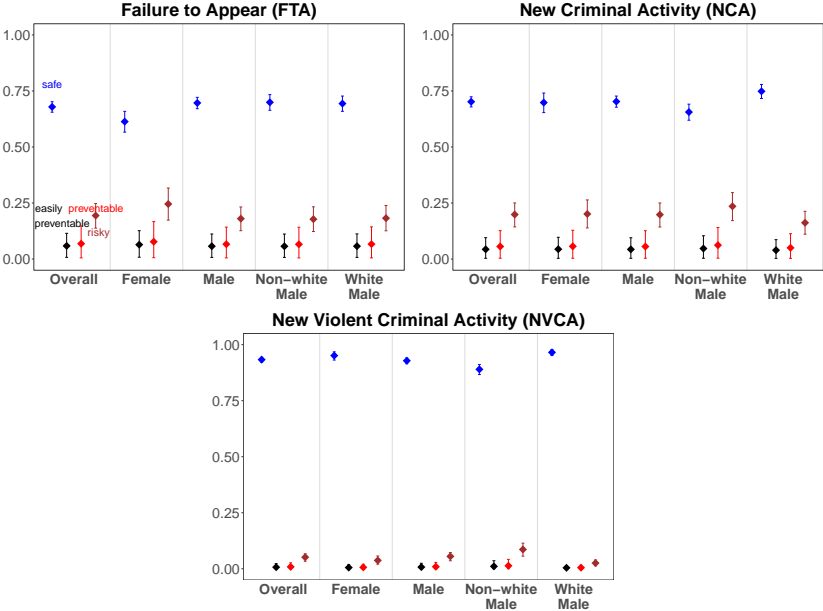 Failure to Appear (FTA)
1.00
0.75
0.50
0.25
0.00
safe
easily preventable
preventable
risky
Overall Female Male Non−white White
Male Male
New Criminal Activity (NCA)
1.00
0.75
0.50
0.25
0.00
Overall Female Male Non−white White
Male Male
New Violent Criminal Activity (NVCA)
1.00
0.75
0.50
0.25
0.00
Overall Female Male Non−white White
Male Male